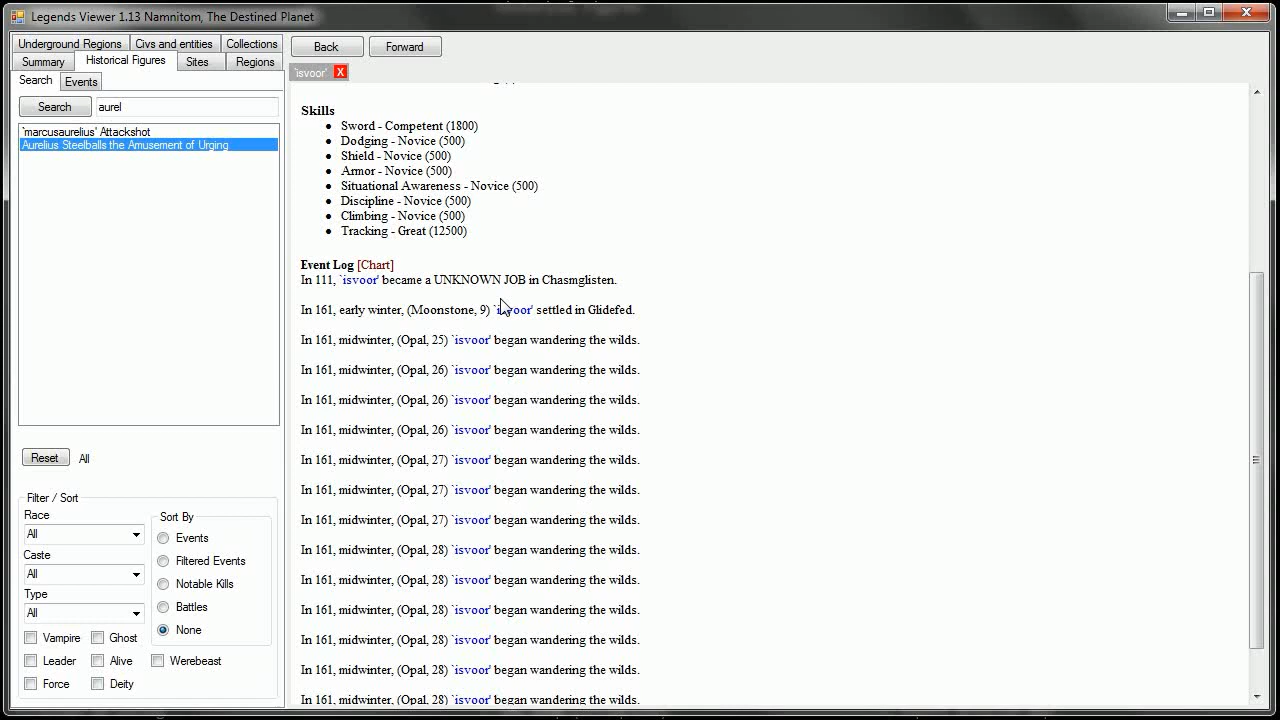 Legends Viewer 1.13 Namnitom, The Destined Planet
Underground Regions Civs and entities Collections
Summary Historical Figures Sites Regions
Search Events
Search aurel
`marcusaurelius' Attackshot
Aurelius Steelballs the Amusement of Urging
Reset All
Filter / Sort
Race
All
Caste
All
Type
All
Sort By
Events
Filtered Events
Notable Kills
Battles
None
Vampire Ghost
Leader Alive Werebeast
Force Deity
Back Forward
`isvoor' X
Skills
Sword - Competent (1800)
Dodging - Novice (500)
Shield - Novice (500)
Armor - Novice (500)
Situational Awareness - Novice (500)
Discipline - Novice (500)
Climbing - Novice (500)
Tracking - Great (12500)
Event Log [Chart]
In 111, `isvoor' became a UNKNOWN JOB in Chasmglisten.
In 161, early winter, (Moonstone, 9) `isvoor' settled in Glidefed.
In 161, midwinter, (Opal, 25) `isvoor' began wandering the wilds.
In 161, midwinter, (Opal, 26) `isvoor' began wandering the wilds.
In 161, midwinter, (Opal, 26) `isvoor' began wandering the wilds.
In 161, midwinter, (Opal, 26) `isvoor' began wandering the wilds.
In 161, midwinter, (Opal, 27) `isvoor' began wandering the wilds.
In 161, midwinter, (Opal, 27) `isvoor' began wandering the wilds.
In 161, midwinter, (Opal, 27) `isvoor' began wandering the wilds.
In 161, midwinter, (Opal, 28) `isvoor' began wandering the wilds.
In 161, midwinter, (Opal, 28) `isvoor' began wandering the wilds.
In 161, midwinter, (Opal, 28) `isvoor' began wandering the wilds.
In 161, midwinter, (Opal, 28) `isvoor' began wandering the wilds.
In 161, midwinter, (Opal, 28) `isvoor' began wandering the wilds.
In 161, midwinter, (Opal, 28) `isvoor' began wandering the wilds.